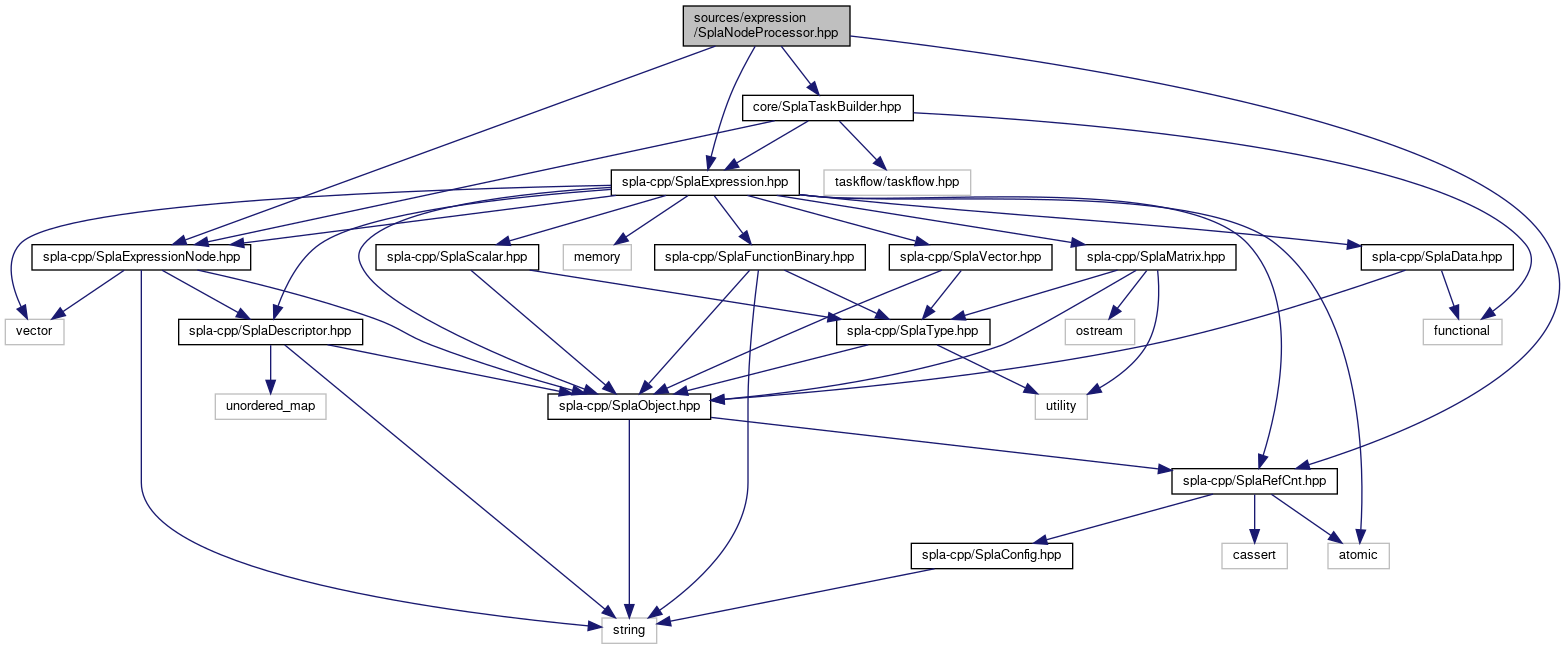 sources/expression
/SplaNodeProcessor.hpp
core/SplaTaskBuilder.hpp
spla-cpp/SplaExpression.hpp
taskflow/taskflow.hpp
spla-cpp/SplaExpressionNode.hpp
spla-cpp/SplaScalar.hpp
memory
spla-cpp/SplaFunctionBinary.hpp
spla-cpp/SplaVector.hpp
spla-cpp/SplaMatrix.hpp
spla-cpp/SplaData.hpp
vector
spla-cpp/SplaDescriptor.hpp
spla-cpp/SplaType.hpp
ostream
functional
unordered_map
spla-cpp/SplaObject.hpp
utility
spla-cpp/SplaRefCnt.hpp
spla-cpp/SplaConfig.hpp
cassert
atomic
string